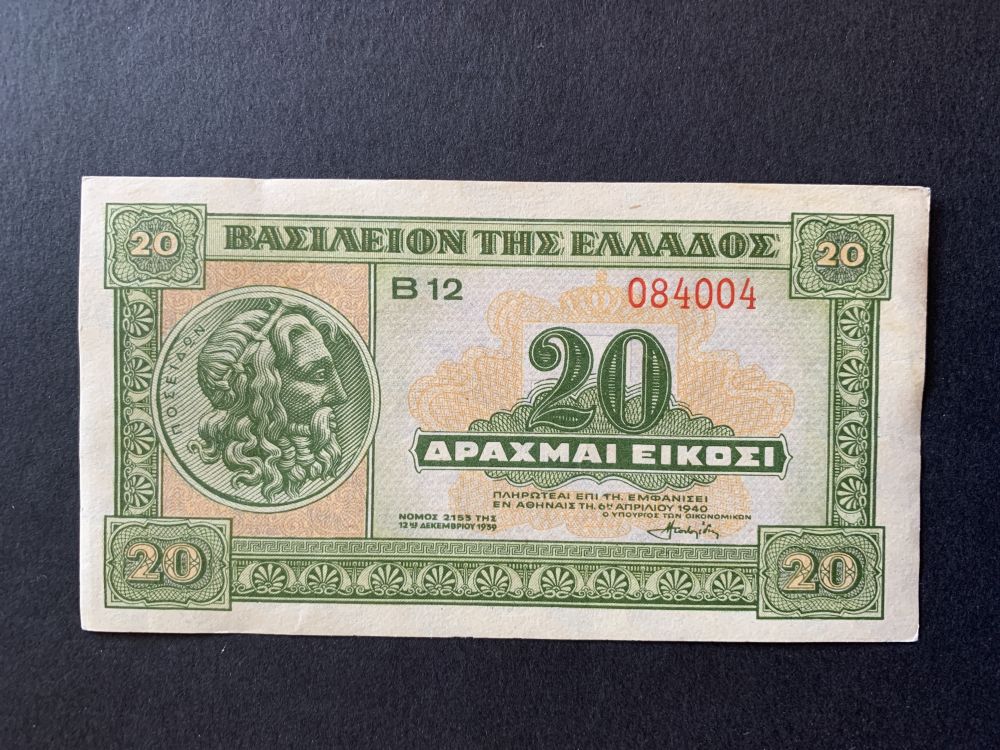 20 ΒΑΣΙΛΕΙΟΝ ΤΗΣ ΕΛΛΑΔΟΣ 20
Β 12 084004
ΠΟΣΕΙΔΩΝ
20
ΔΡΑΧΜΑΙ ΕΙΚΟΣΙ
ΠΛΗΡΩΤΕΑΙ ΕΠΙ ΤΗ. ΕΜΦΑΝΙΣΕΙ
ΕΝ ΑΘΗΝΑΙΣ ΤΗ. 6ῃ ΑΠΡΙΛΙΟΥ 1940
Ο ΥΠΟΥΡΓΟΣ ΤΩΝ ΟΙΚΟΝΟΜΙΚΩΝ
ΝΟΜΟΣ 2153 ΤΗΣ
12ης ΔΕΚΕΜΒΡΙΟΥ 1939
20 20